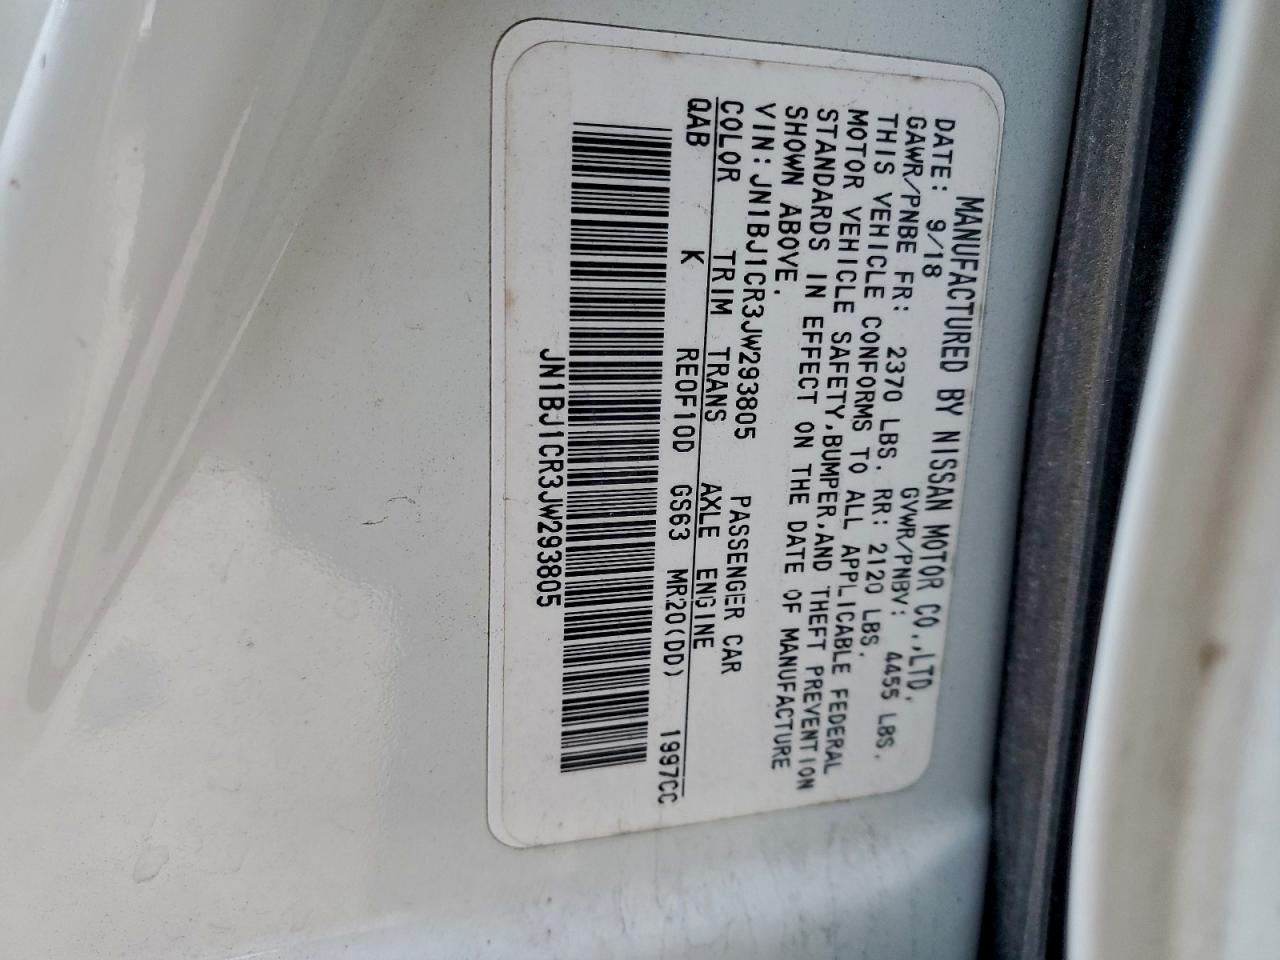 MANUFACTURED BY NISSAN MOTOR CO.,LTD.
DATE: 9/18 GVWR/PNBV: 4455 LBS.
GAWR/PNBE FR: 2370 LBS. RR: 2120 LBS.
THIS VEHICLE CONFORMS TO ALL APPLICABLE FEDERAL
MOTOR VEHICLE SAFETY,BUMPER,AND THEFT PREVENTION
STANDARDS IN EFFECT ON THE DATE OF MANUFACTURE
SHOWN ABOVE.
VIN:JN1BJ1CR3JW293805 PASSENGER CAR
COLOR TRIM TRANS AXLE ENGINE
QAB K RE0F10D GS63 MR20(DD) 1997CC
JN1BJ1CR3JW293805